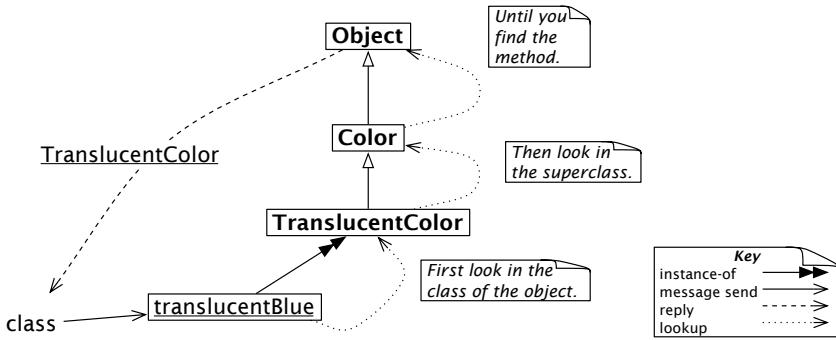 Object
Until you
find the
method.
Color
TranslucentColor
Then look in
the superclass.
TranslucentColor
First look in the
class of the object.
translucentBlue
class
Key
instance-of
message send
reply
lookup